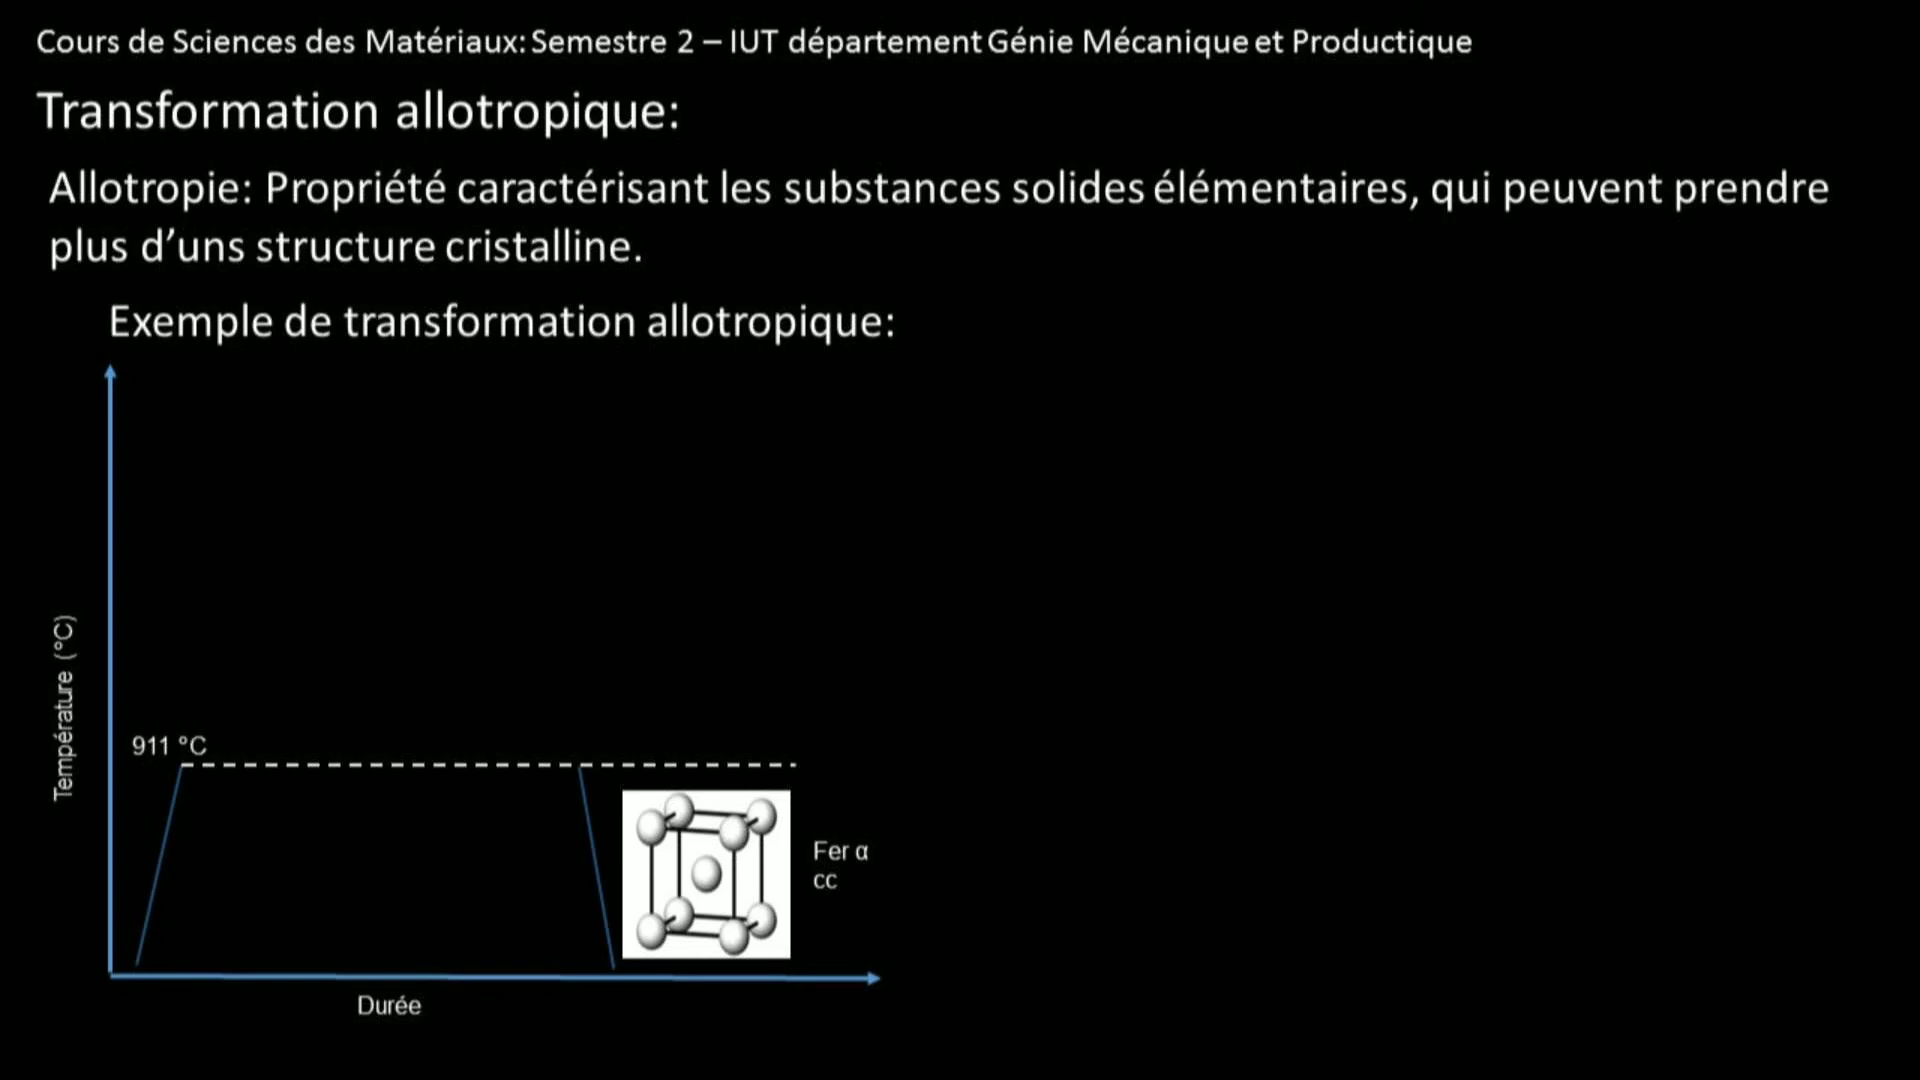 Cours de Sciences des Matériaux: Semestre 2 – IUT département Génie Mécanique et Productique
Transformation allotropique:
Allotropie: Propriété caractérisant les substances solides élémentaires, qui peuvent prendre
plus d’uns structure cristalline.
Exemple de transformation allotropique:
Température (°C)
911 °C
Fer α
cc
Durée